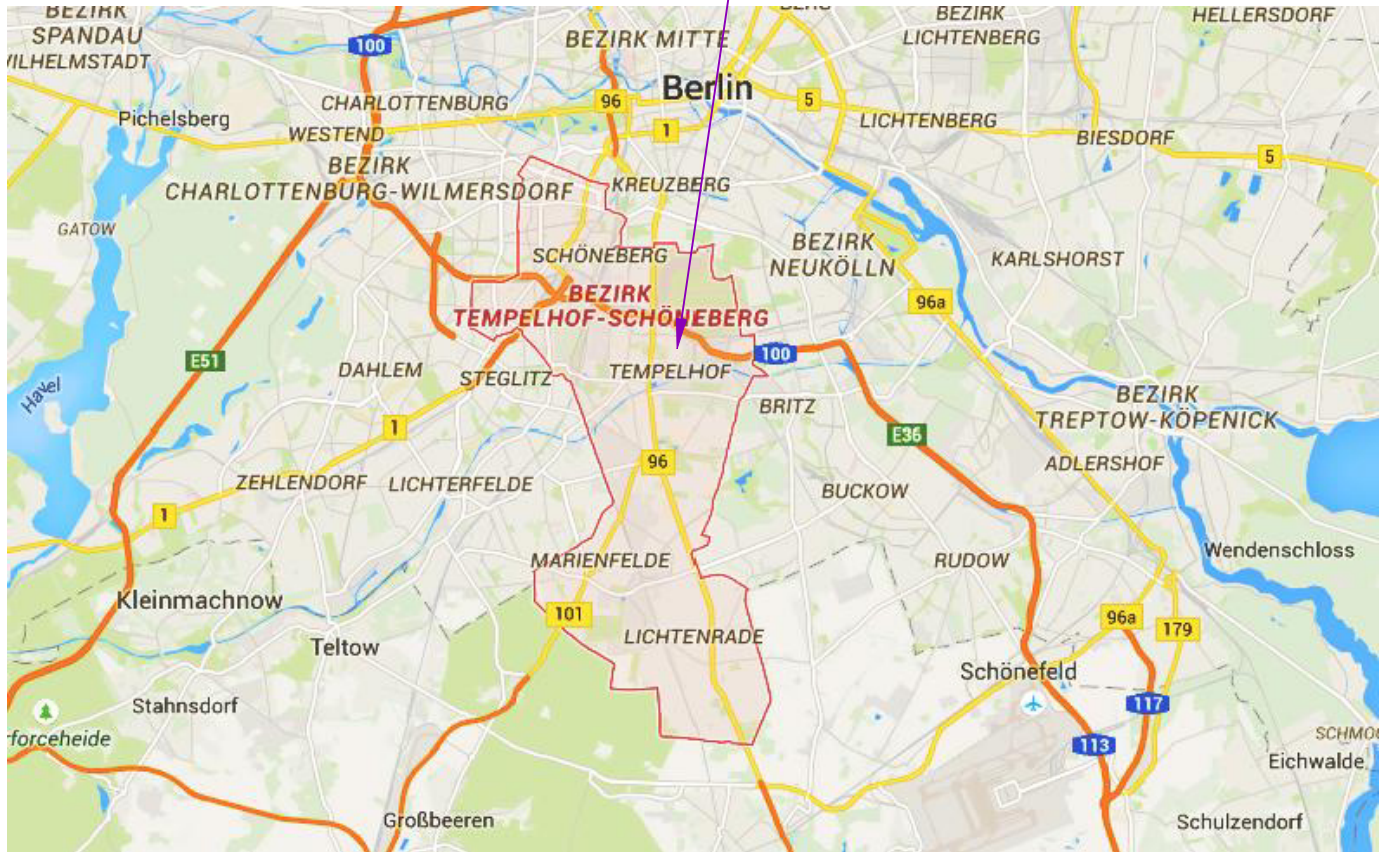 BEZIRK
SPANDAU
WILHELMSTADT
100
BEZIRK MITTE
BEZIRK
LICHTENBERG
HELLERSDORF
Berlin
Pichelsberg
CHARLOTTENBURG
WESTEND
96
1
5
LICHTENBERG
BIESDORF
5
BEZIRK
CHARLOTTENBURG-WILMERSDORF
KREUZBERG
GATOW
SCHÖNEBERG
BEZIRK
NEUKÖLLN
KARLSHORST
BEZIRK
TEMPELHOF-SCHÖNEBERG
96a
E51
100
DAHLEM
STEGLITZ
TEMPELHOF
Havel
BRITZ
BEZIRK
TREPTOW-KÖPENICK
1
E36
96
ADLERSHOF
ZEHLENDORF
LICHTERFELDE
BUCKOW
1
MARIENFELDE
RUDOW
Wendenschloss
Kleinmachnow
101
96a
179
LICHTENRADE
Teltow
Schönefeld
Stahnsdorf
117
rforceheide
113
SCHMÖ
Eichwalde
Großbeeren
Schulzendorf